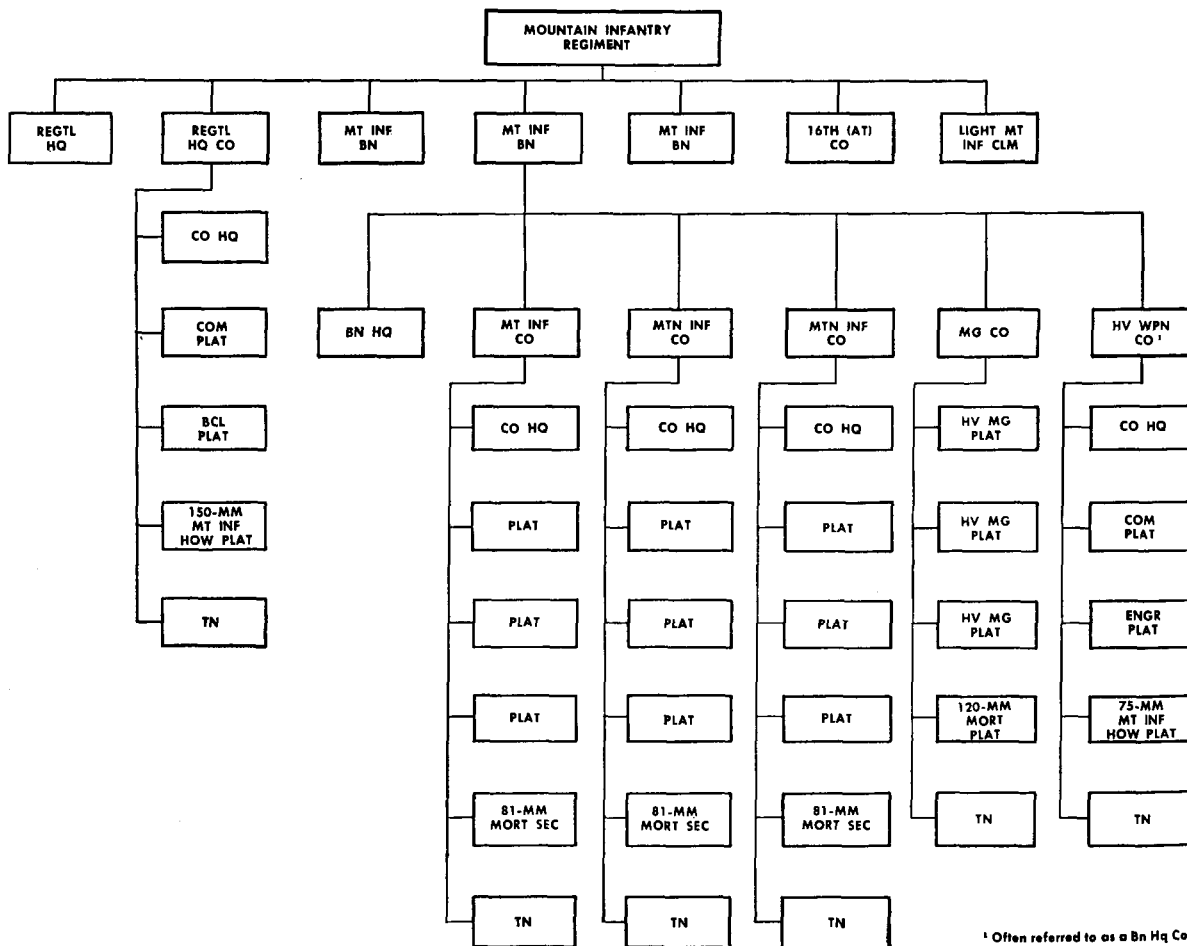 MOUNTAIN INFANTRY
REGIMENT
REGTL
HQ
REGTL
HQ CO
MT INF
BN
MT INF
BN
MT INF
BN
16TH (AT)
CO
LIGHT MT
INF CLM
CO HQ
COM
PLAT
BCL
PLAT
150-MM
MT INF
HOW PLAT
TN
BN HQ
MT INF
CO
MTN INF
CO
MTN INF
CO
MG CO
HV WPN
CO ¹
CO HQ
PLAT
PLAT
PLAT
81-MM
MORT SEC
TN
CO HQ
PLAT
PLAT
PLAT
81-MM
MORT SEC
TN
CO HQ
PLAT
PLAT
PLAT
81-MM
MORT SEC
TN
HV MG
PLAT
HV MG
PLAT
HV MG
PLAT
120-MM
MORT
PLAT
TN
CO HQ
COM
PLAT
ENGR
PLAT
75-MM
MT INF
HOW PLAT
TN
¹ Often referred to as a Bn Hq Co